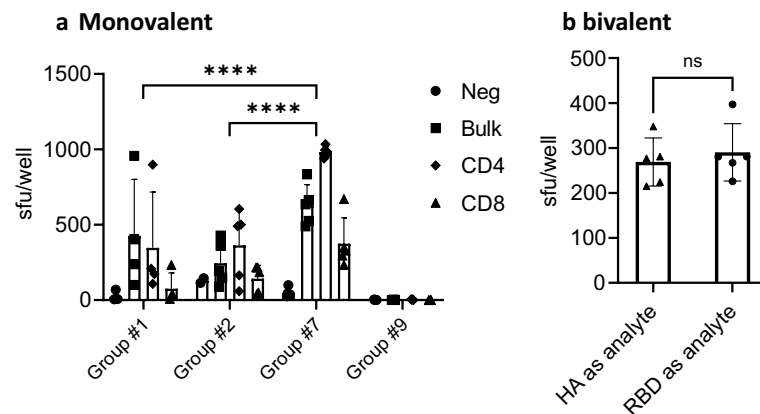 a Monovalent
sfu/well
1500
1000
500
0
****
****
Group #1
Group #2
Group #7
Group #9
Neg
Bulk
CD4
CD8
b bivalent
sfu/well
500
400
300
200
100
0
ns
HA as analyte
RBD as analyte